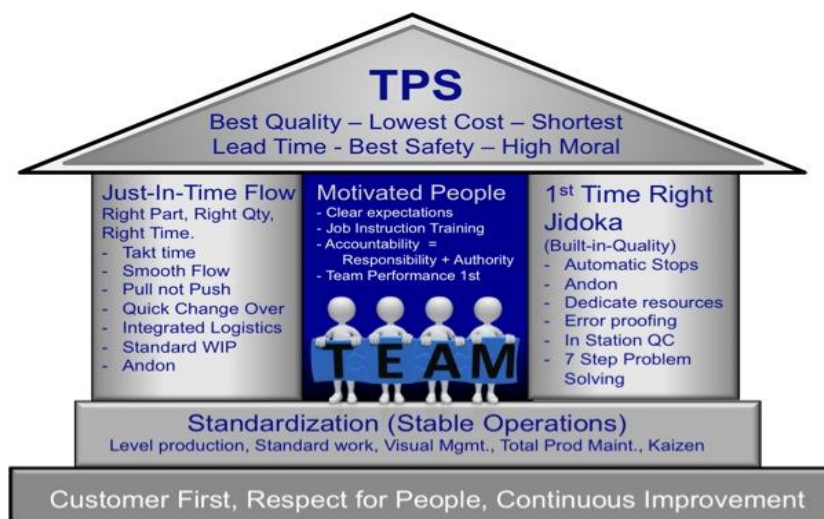 TPS
Best Quality – Lowest Cost – Shortest
Lead Time - Best Safety – High Moral
Just-In-Time Flow
Right Part, Right Qty,
Right Time.
- Takt time
- Smooth Flow
- Pull not Push
- Quick Change Over
- Integrated Logistics
- Standard WIP
- Andon
Motivated People
- Clear expectations
- Job Instruction Training
- Accountability =
Responsibility + Authority
- Team Performance 1st
TEAM
1st Time Right
Jidoka
(Built-in-Quality)
- Automatic Stops
- Andon
- Dedicate resources
- Error proofing
- In Station QC
- 7 Step Problem
Solving
Standardization (Stable Operations)
Level production, Standard work, Visual Mgmt., Total Prod Maint., Kaizen
Customer First, Respect for People, Continuous Improvement